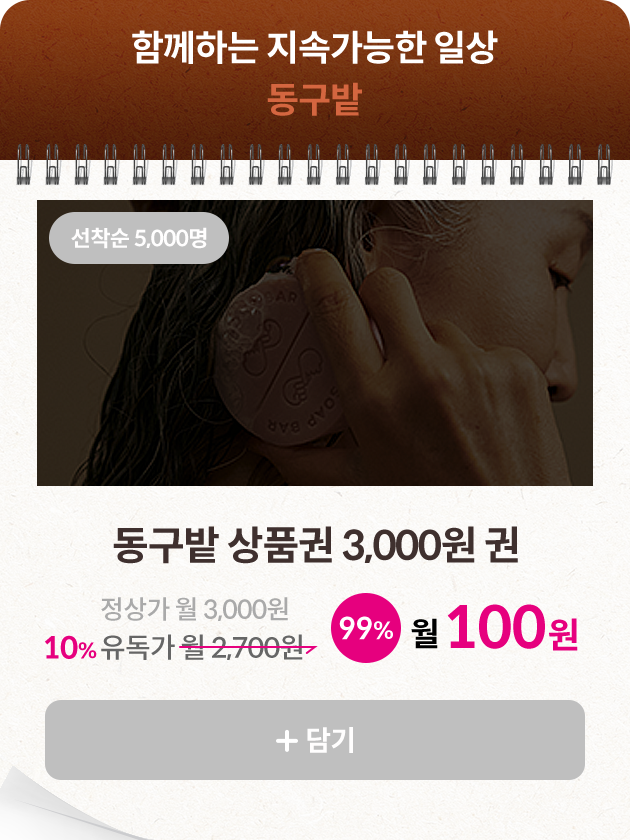 함께하는 지속가능한 일상
동구밭
선착순 5,000명
SOAP BAR
동구밭 상품권 3,000원 권
정상가 월 3,000원
10% 유독가 월 2,700원
99% 월 100원
+ 담기